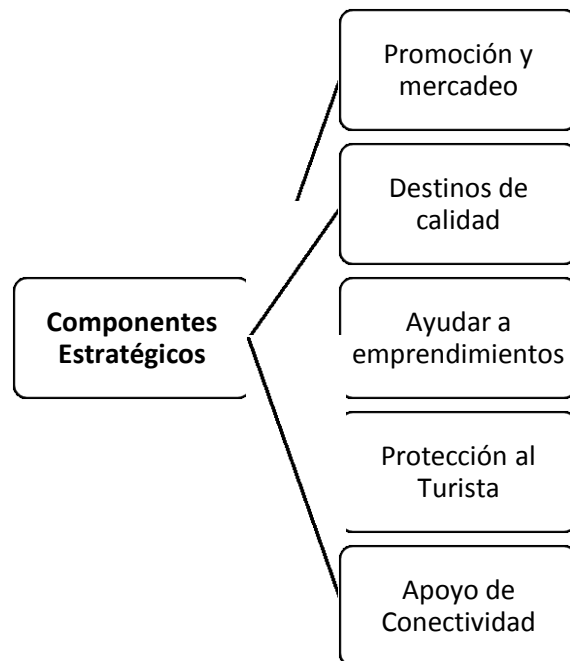 Promoción y
mercadeo
Destinos de
calidad
Componentes
Estratégicos
Ayudar a
emprendimientos
Protección al
Turista
Apoyo de
Conectividad